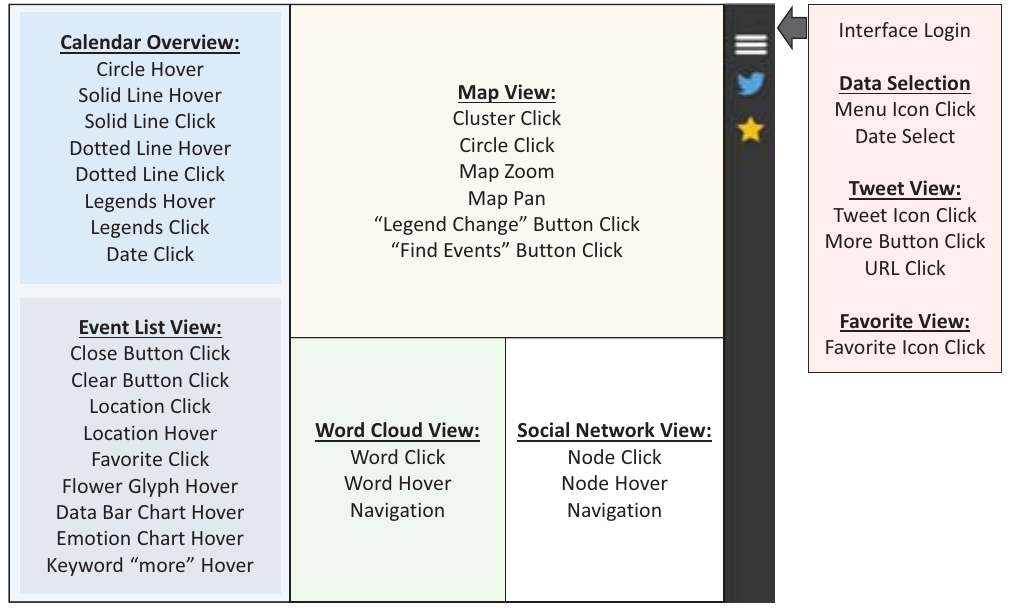 Calendar Overview:
Circle Hover
Solid Line Hover
Solid Line Click
Dotted Line Hover
Dotted Line Click
Legends Hover
Legends Click
Date Click
Event List View:
Close Button Click
Clear Button Click
Location Click
Location Hover
Favorite Click
Flower Glyph Hover
Data Bar Chart Hover
Emotion Chart Hover
Keyword “more” Hover
Map View:
Cluster Click
Circle Click
Map Zoom
Map Pan
“Legend Change” Button Click
“Find Events” Button Click
Word Cloud View:
Word Click
Word Hover
Navigation
Social Network View:
Node Click
Node Hover
Navigation
Interface Login
Data Selection
Menu Icon Click
Date Select
Tweet View:
Tweet Icon Click
More Button Click
URL Click
Favorite View:
Favorite Icon Click